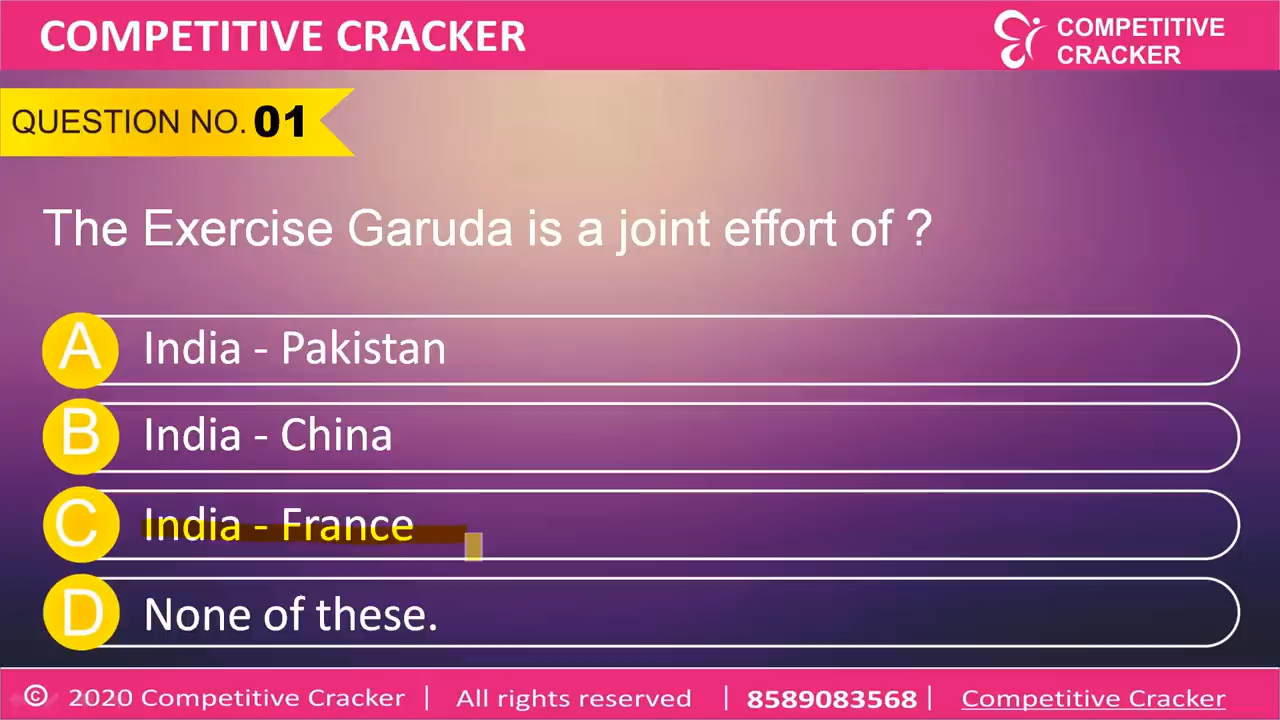 COMPETITIVE CRACKER
COMPETITIVE
CRACKER
QUESTION NO. 01
The Exercise Garuda is a joint effort of ?
A India - Pakistan
B India - China
C India - France
D None of these.
© 2020 Competitive Cracker | All rights reserved | 8589083568 | Competitive Cracker